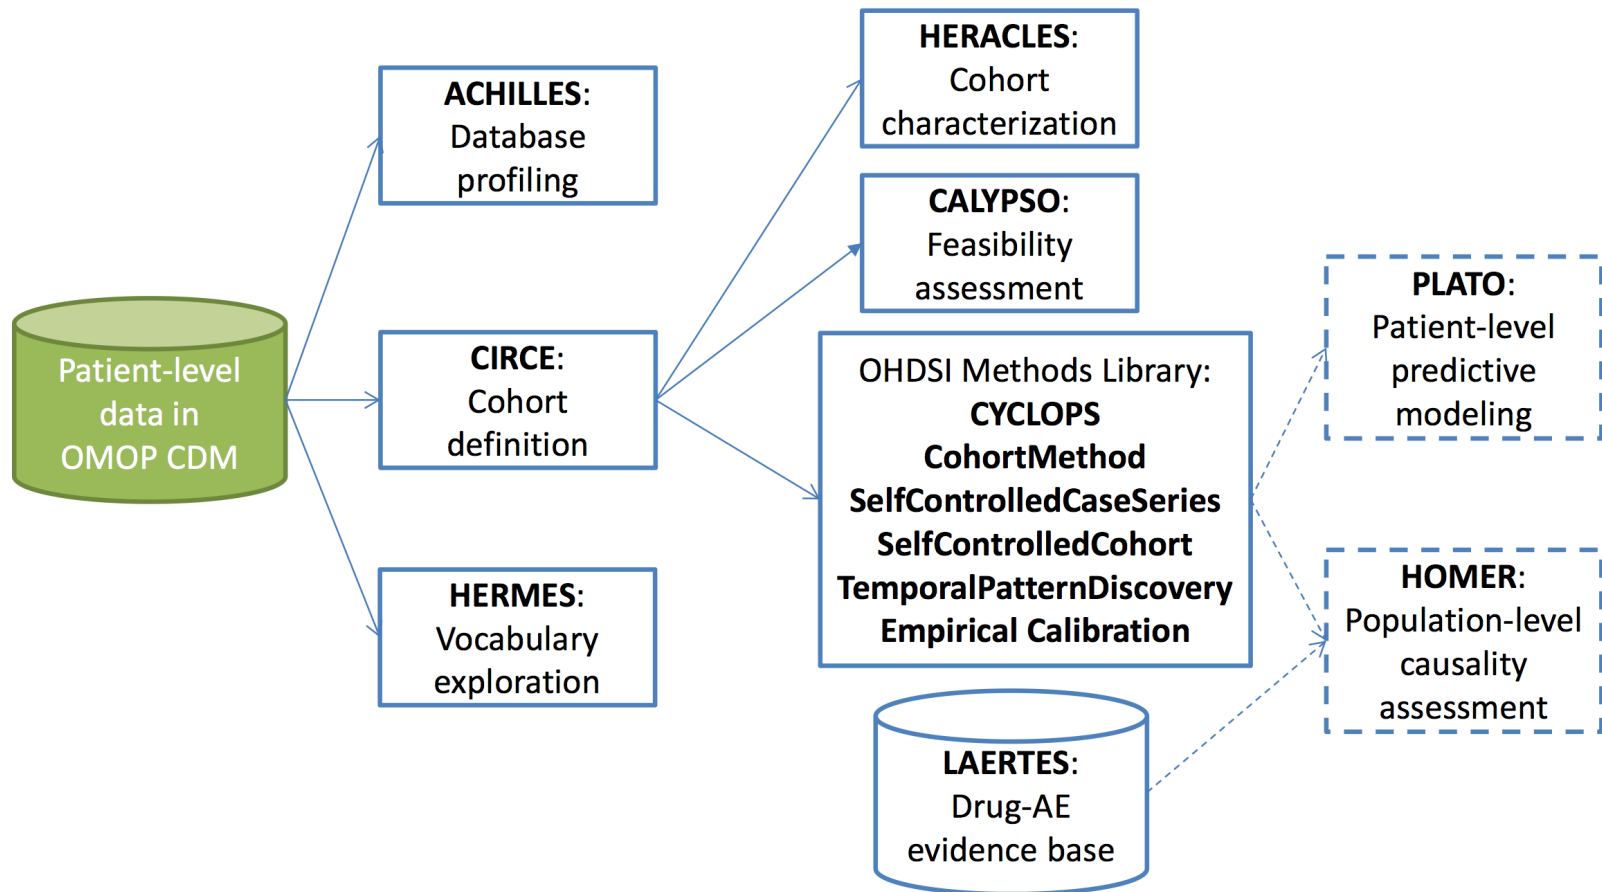 Patient-level
data in
OMOP CDM
ACHILLES:
Database
profiling
CIRCE:
Cohort
definition
HERMES:
Vocabulary
exploration
HERACLES:
Cohort
characterization
CALYPSO:
Feasibility
assessment
OHDSI Methods Library:
CYCLOPS
CohortMethod
SelfControlledCaseSeries
SelfControlledCohort
TemporalPatternDiscovery
Empirical Calibration
LAERTES:
Drug-AE
evidence base
PLATO:
Patient-level
predictive
modeling
HOMER:
Population-level
causality
assessment